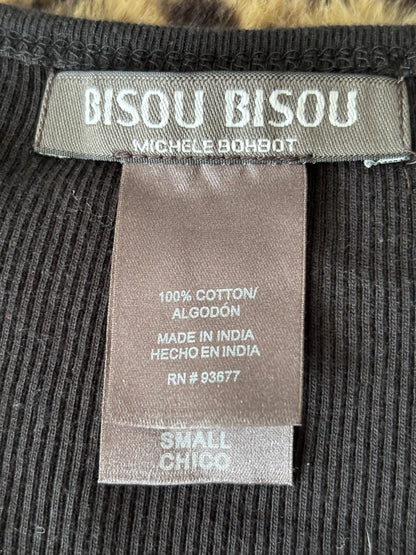 BISOU BISOU
MICHELE BOHBOT
100% COTTON/
ALGODÓN
MADE IN INDIA
HECHO EN INDIA
RN # 93677
SMALL
CHICO